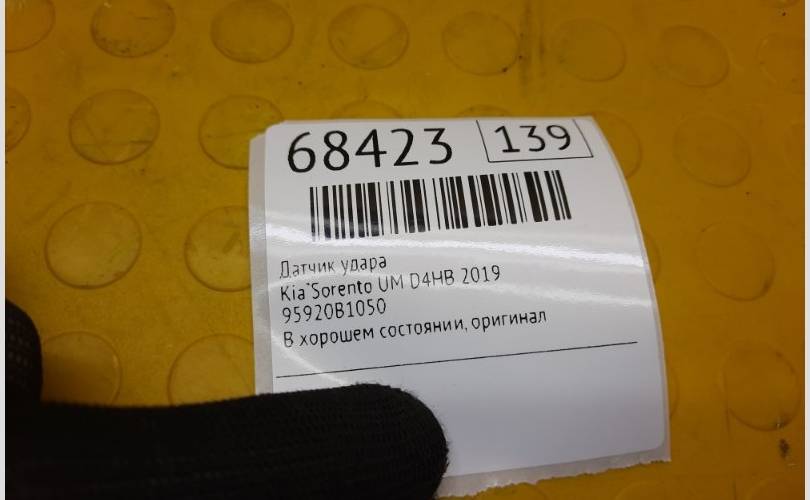 68423 139
Датчик удара
Kia Sorento UM D4HB 2019
95920B1050
В хорошем состоянии, оригинал